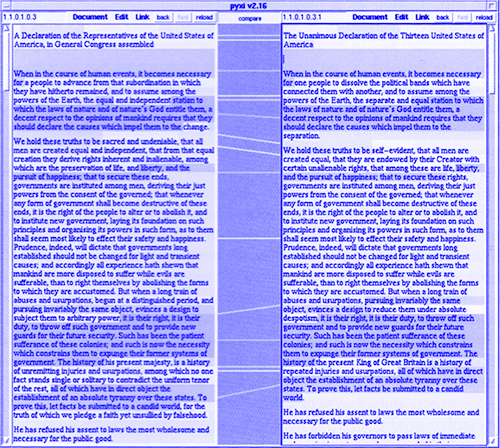 pyxi v2.16
1.1.0.1.0.3 Document Edit Link back find reload
compare
1.1.0.1.0.3.1 Document Edit Link back find reload
A Declaration of the Representatives of the United States of
America, in General Congress assembled
When in the course of human events, it becomes necessary
for a people to advance from that subordination in which
they have hitherto remained, and to assume among the
powers of the Earth, the equal and independent station to
which the laws of nature and of nature's God entitle them, a
decent respect to the opinions of mankind requires that they
should declare the causes which impel them to the change.
We hold these truths to be sacred and undeniable, that all
men are created equal and independent, that from that equal
creation they derive rights inherent and inalienable, among
which are the preservation of life, and liberty, and the
pursuit of happiness; that to secure these ends,
governments are instituted among men, deriving their just
powers from the consent of the governed; that whenever
any form of government shall become destructive of these
ends, it is the right of the people to alter or to abolish it, and
to institute new government, laying its foundation on such
principles and organising its powers in such form, as to them
shall seem most likely to effect their safety and happiness.
Prudence, indeed, will dictate that governments long
established should not be changed for light and transient
causes; and accordingly all experience hath shewn that
mankind are more disposed to suffer while evils are
sufferable, than to right themselves by abolishing the forms
to which they are accustomed. But when a long train of
abuses and usurpations, begun at a distinguished period, and
pursuing invariably the same object, evinces a design to
subject them to arbitrary power, it is their right, it is their
duty, to throw off such government and to provide new
guards for their future security. Such has been the patient
sufferance of these colonies; and such is now the necessity
which constrains them to expunge their former systems of
government. The history of his present majesty, is a history
of unremitting injuries and usurpations, among which no one
fact stands single or solitary to contradict the uniform tenor
of the rest, all of which have in direct object the
establishment of an absolute tyranny over these states. To
prove this, let facts be submitted to a candid world, for the
truth of which we pledge a faith yet unsullied by falsehood.
He has refused his assent to laws the most wholesome and
necessary for the public good.
The Unanimous Declaration of the Thirteen United States of
America
When in the course of human events, it becomes necessary
for one people to dissolve the political bands which have
connected them with another, and to assume among the
powers of the Earth, the separate and equal station to which
the laws of nature and of nature's God entitle them, a
decent respect to the opinions of mankind requires that they
should declare the causes which impel them to the
separation.
We hold these truths to be self-evident, that all men are
created equal, that they are endowed by their Creator with
certain unalienable rights, that among these are life, liberty,
and the pursuit of happiness; that to secure these rights,
governments are instituted among men, deriving their just
powers from the consent of the governed; that whenever
any form of government shall become destructive of these
ends, it is the right of the people to alter or to abolish it, and
to institute new government, laying its foundation on such
principles and organising its powers in such form, as to them
shall seem most likely to effect their safety and happiness.
Prudence, indeed, will dictate that governments long
established should not be changed for light and transient
causes; and accordingly all experience hath shewn that
mankind are more disposed to suffer while evils are
sufferable, than to right themselves by abolishing the forms
to which they are accustomed. But when a long train of
abuses and usurpations, pursuing invariably the same
object, evinces a design to reduce them under absolute
despotism, it is their right, it is their duty, to throw off such
government and to provide new guards for their future
security. Such has been the patient sufferance of these
colonies; and such is now the necessity which constrains
them to expunge their former systems of government. The
history of the present King of Great Britain is a history of
repeated injuries and usurpations, all of which have in direct
object the establishment of an absolute tyranny over these
states. To prove this, let facts be submitted to a candid
world.
He has refused his assent to laws the most wholesome and
necessary for the public good.
He has forbidden his governors to pass laws of immediate